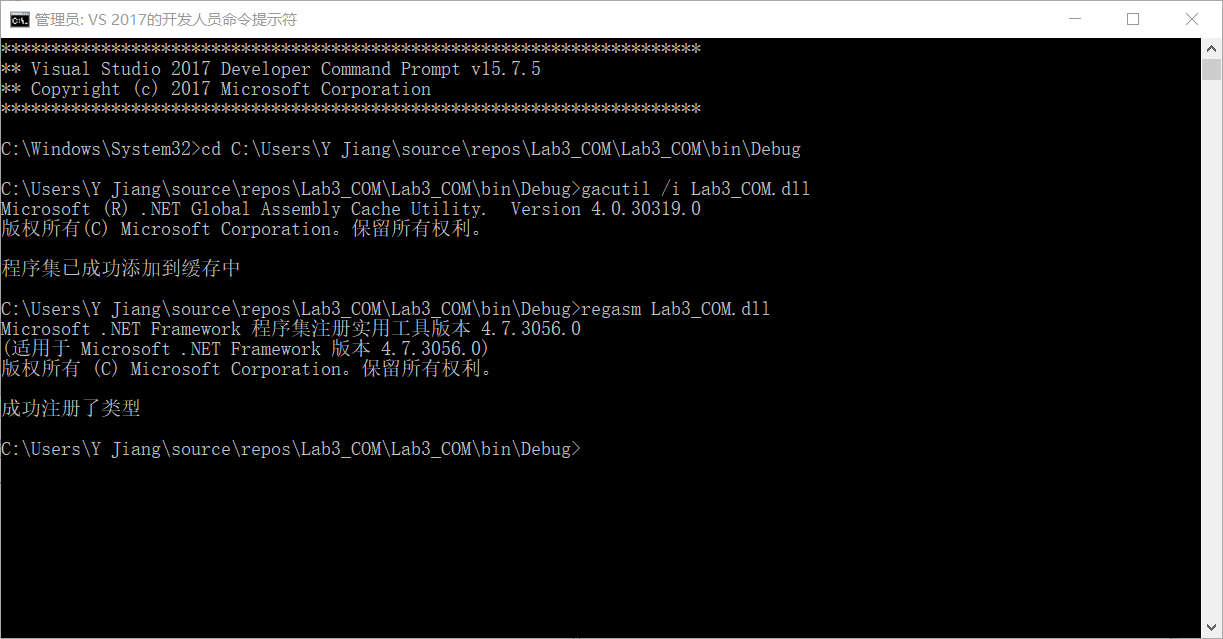 管理员: VS 2017的开发人员命令提示符
**********************************************************************
** Visual Studio 2017 Developer Command Prompt v15.7.5
** Copyright (c) 2017 Microsoft Corporation
**********************************************************************
C:\Windows\System32>cd C:\Users\Y Jiang\source\repos\Lab3_COM\Lab3_COM\bin\Debug
C:\Users\Y Jiang\source\repos\Lab3_COM\Lab3_COM\bin\Debug>gacutil /i Lab3_COM.dll
Microsoft (R) .NET Global Assembly Cache Utility.  Version 4.0.30319.0
版权所有(C) Microsoft Corporation。保留所有权利。
程序集已成功添加到缓存中
C:\Users\Y Jiang\source\repos\Lab3_COM\Lab3_COM\bin\Debug>regasm Lab3_COM.dll
Microsoft .NET Framework 程序集注册实用工具版本 4.7.3056.0
(适用于 Microsoft .NET Framework 版本 4.7.3056.0)
版权所有 (C) Microsoft Corporation。保留所有权利。
成功注册了类型
C:\Users\Y Jiang\source\repos\Lab3_COM\Lab3_COM\bin\Debug>